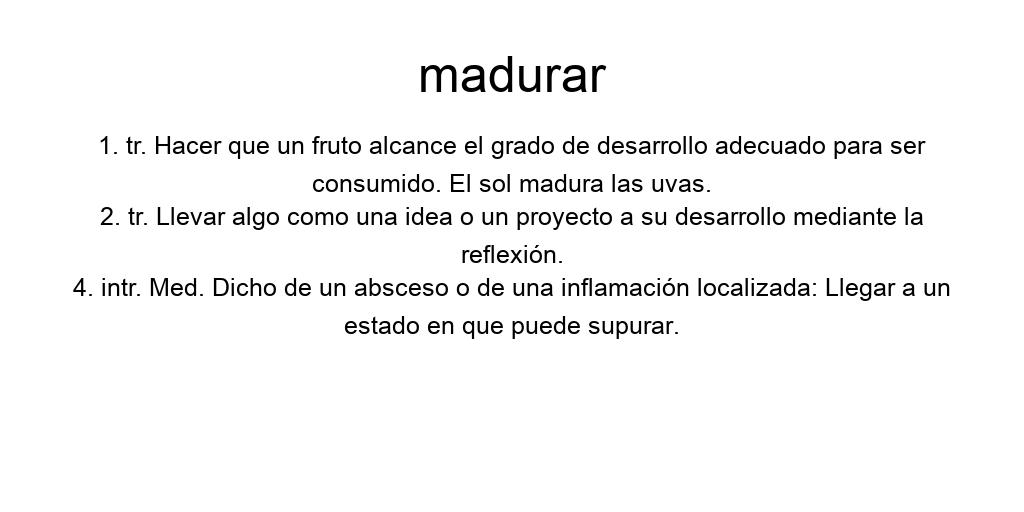 madurar
1. tr. Hacer que un fruto alcance el grado de desarrollo adecuado para ser
consumido. El sol madura las uvas.
2. tr. Llevar algo como una idea o un proyecto a su desarrollo mediante la
reflexión.
4. intr. Med. Dicho de un absceso o de una inflamación localizada: Llegar a un
estado en que puede supurar.